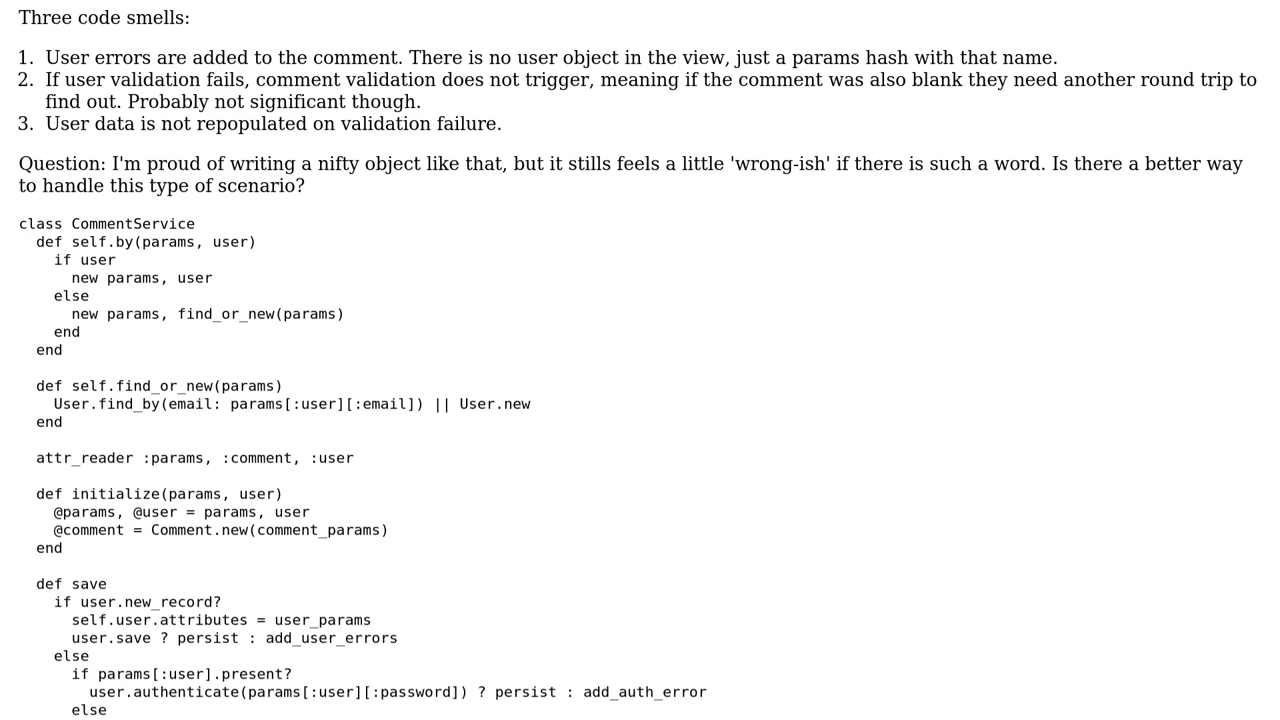 Three code smells:
1. User errors are added to the comment. There is no user object in the view, just a params hash with that name.
2. If user validation fails, comment validation does not trigger, meaning if the comment was also blank they need another round trip to
find out. Probably not significant though.
3. User data is not repopulated on validation failure.
Question: I'm proud of writing a nifty object like that, but it stills feels a little 'wrong-ish' if there is such a word. Is there a better way
to handle this type of scenario?
class CommentService
  def self.by(params, user)
    if user
      new params, user
    else
      new params, find_or_new(params)
    end
  end

  def self.find_or_new(params)
    User.find_by(email: params[:user][:email]) || User.new
  end

  attr_reader :params, :comment, :user

  def initialize(params, user)
    @params, @user = params, user
    @comment = Comment.new(comment_params)
  end

  def save
    if user.new_record?
      self.user.attributes = user_params
      user.save ? persist : add_user_errors
    else
      if params[:user].present?
        user.authenticate(params[:user][:password]) ? persist : add_auth_error
      else